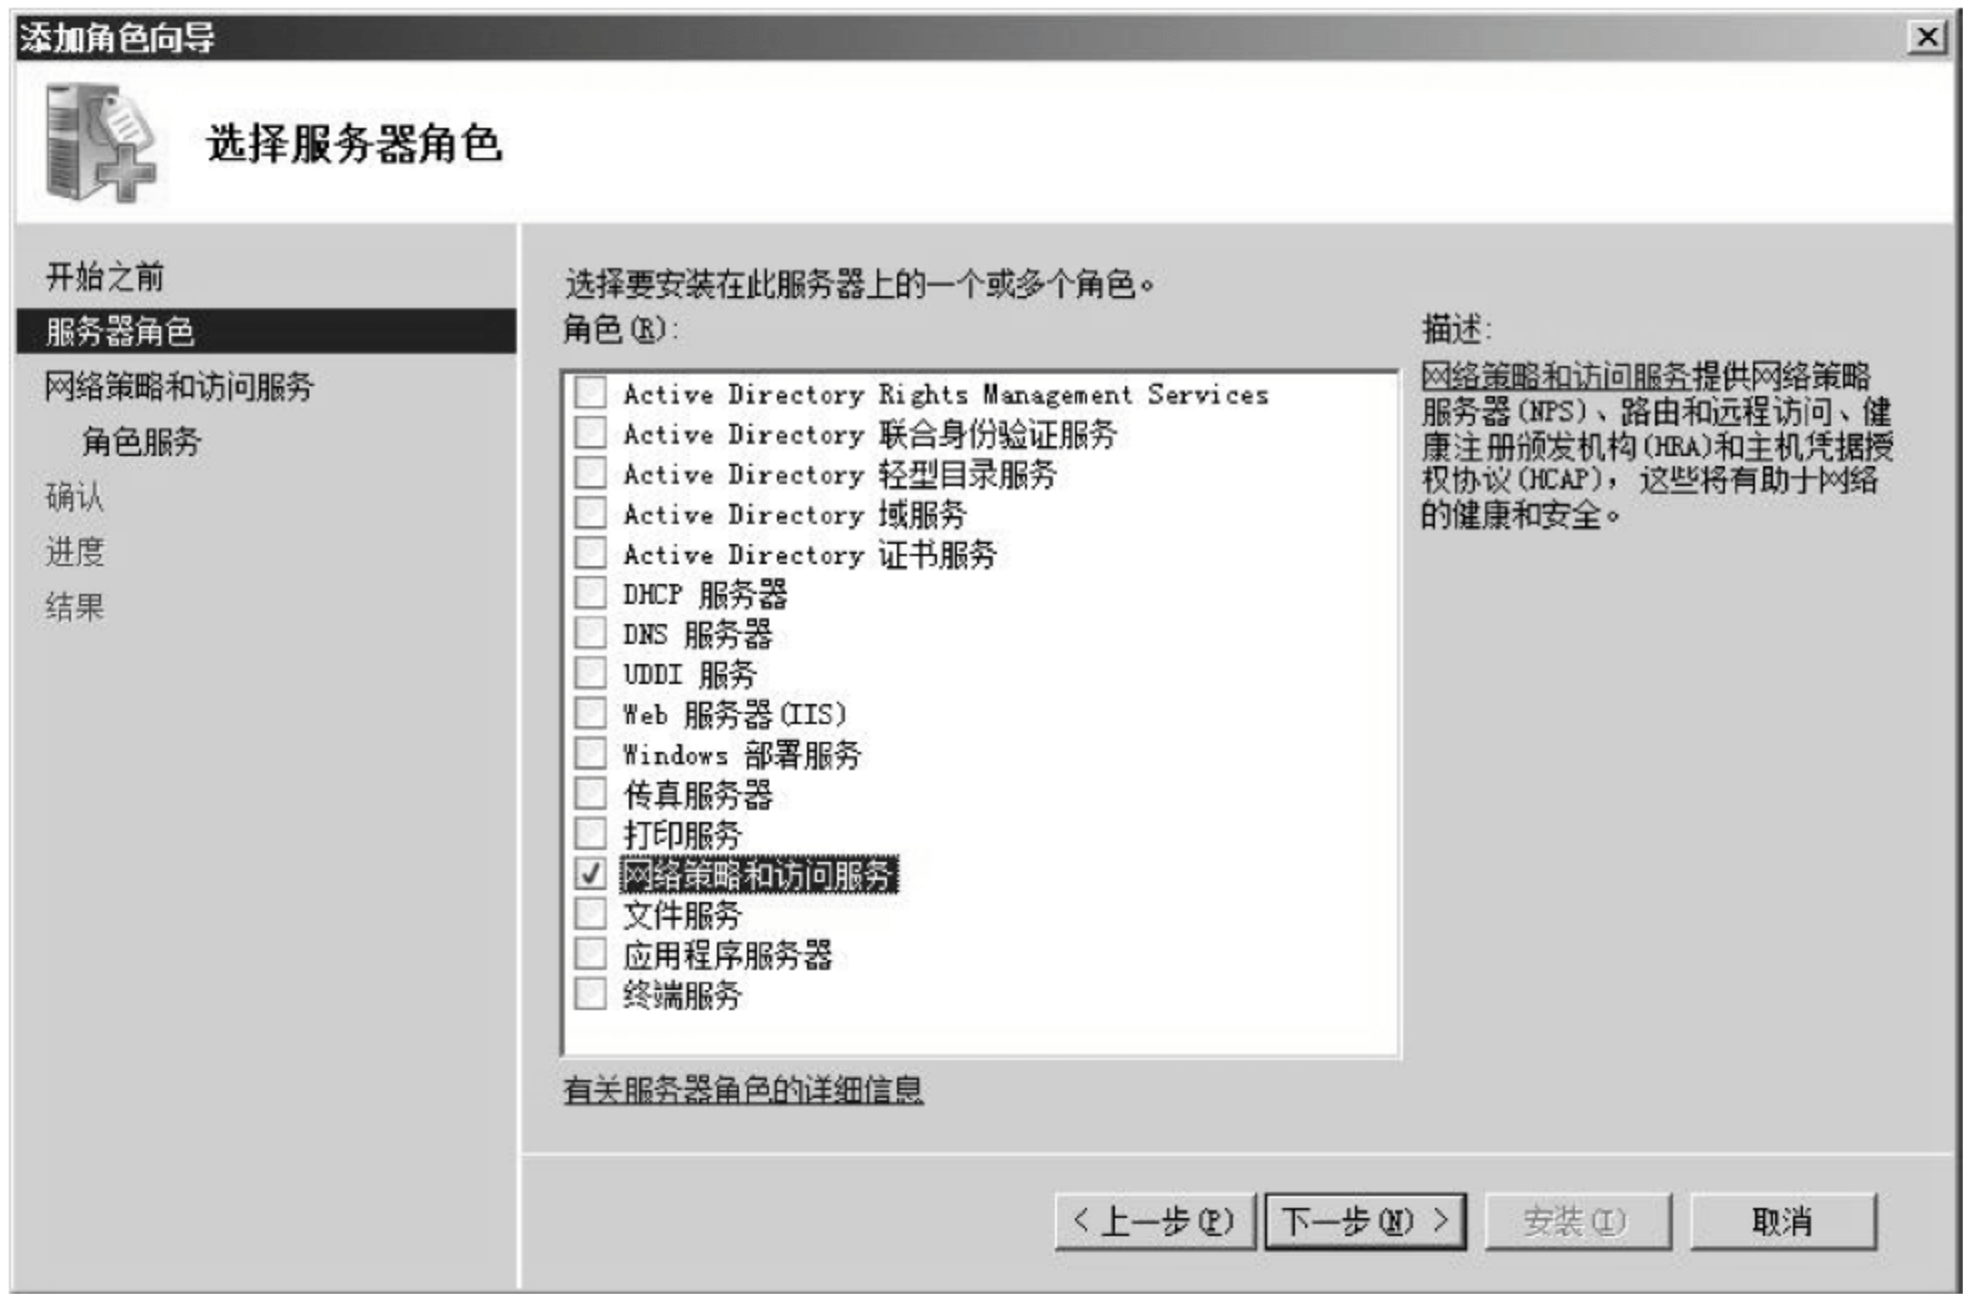 添加角色向导
选择服务器角色
开始之前
服务器角色
网络策略和访问服务
角色服务
确认
进度
结果
选择要安装在此服务器上的一个或多个角色。
角色(R):
Active Directory Rights Management Services
Active Directory 联合身份验证服务
Active Directory 轻型目录服务
Active Directory 域服务
Active Directory 证书服务
DHCP 服务器
DNS 服务器
UDDI 服务
Web 服务器(IIS)
Windows 部署服务
传真服务器
打印服务
网络策略和访问服务
文件服务
应用程序服务器
终端服务
有关服务器角色的详细信息
描述:
网络策略和访问服务提供网络策略
服务器(NPS)、路由和远程访问、健
康注册颁发机构(HRA)和主机凭据授
权协议(HCAP)，这些将有助于网络
的健康和安全。
< 上一步(P)
下一步(N) >
安装(I)
取消